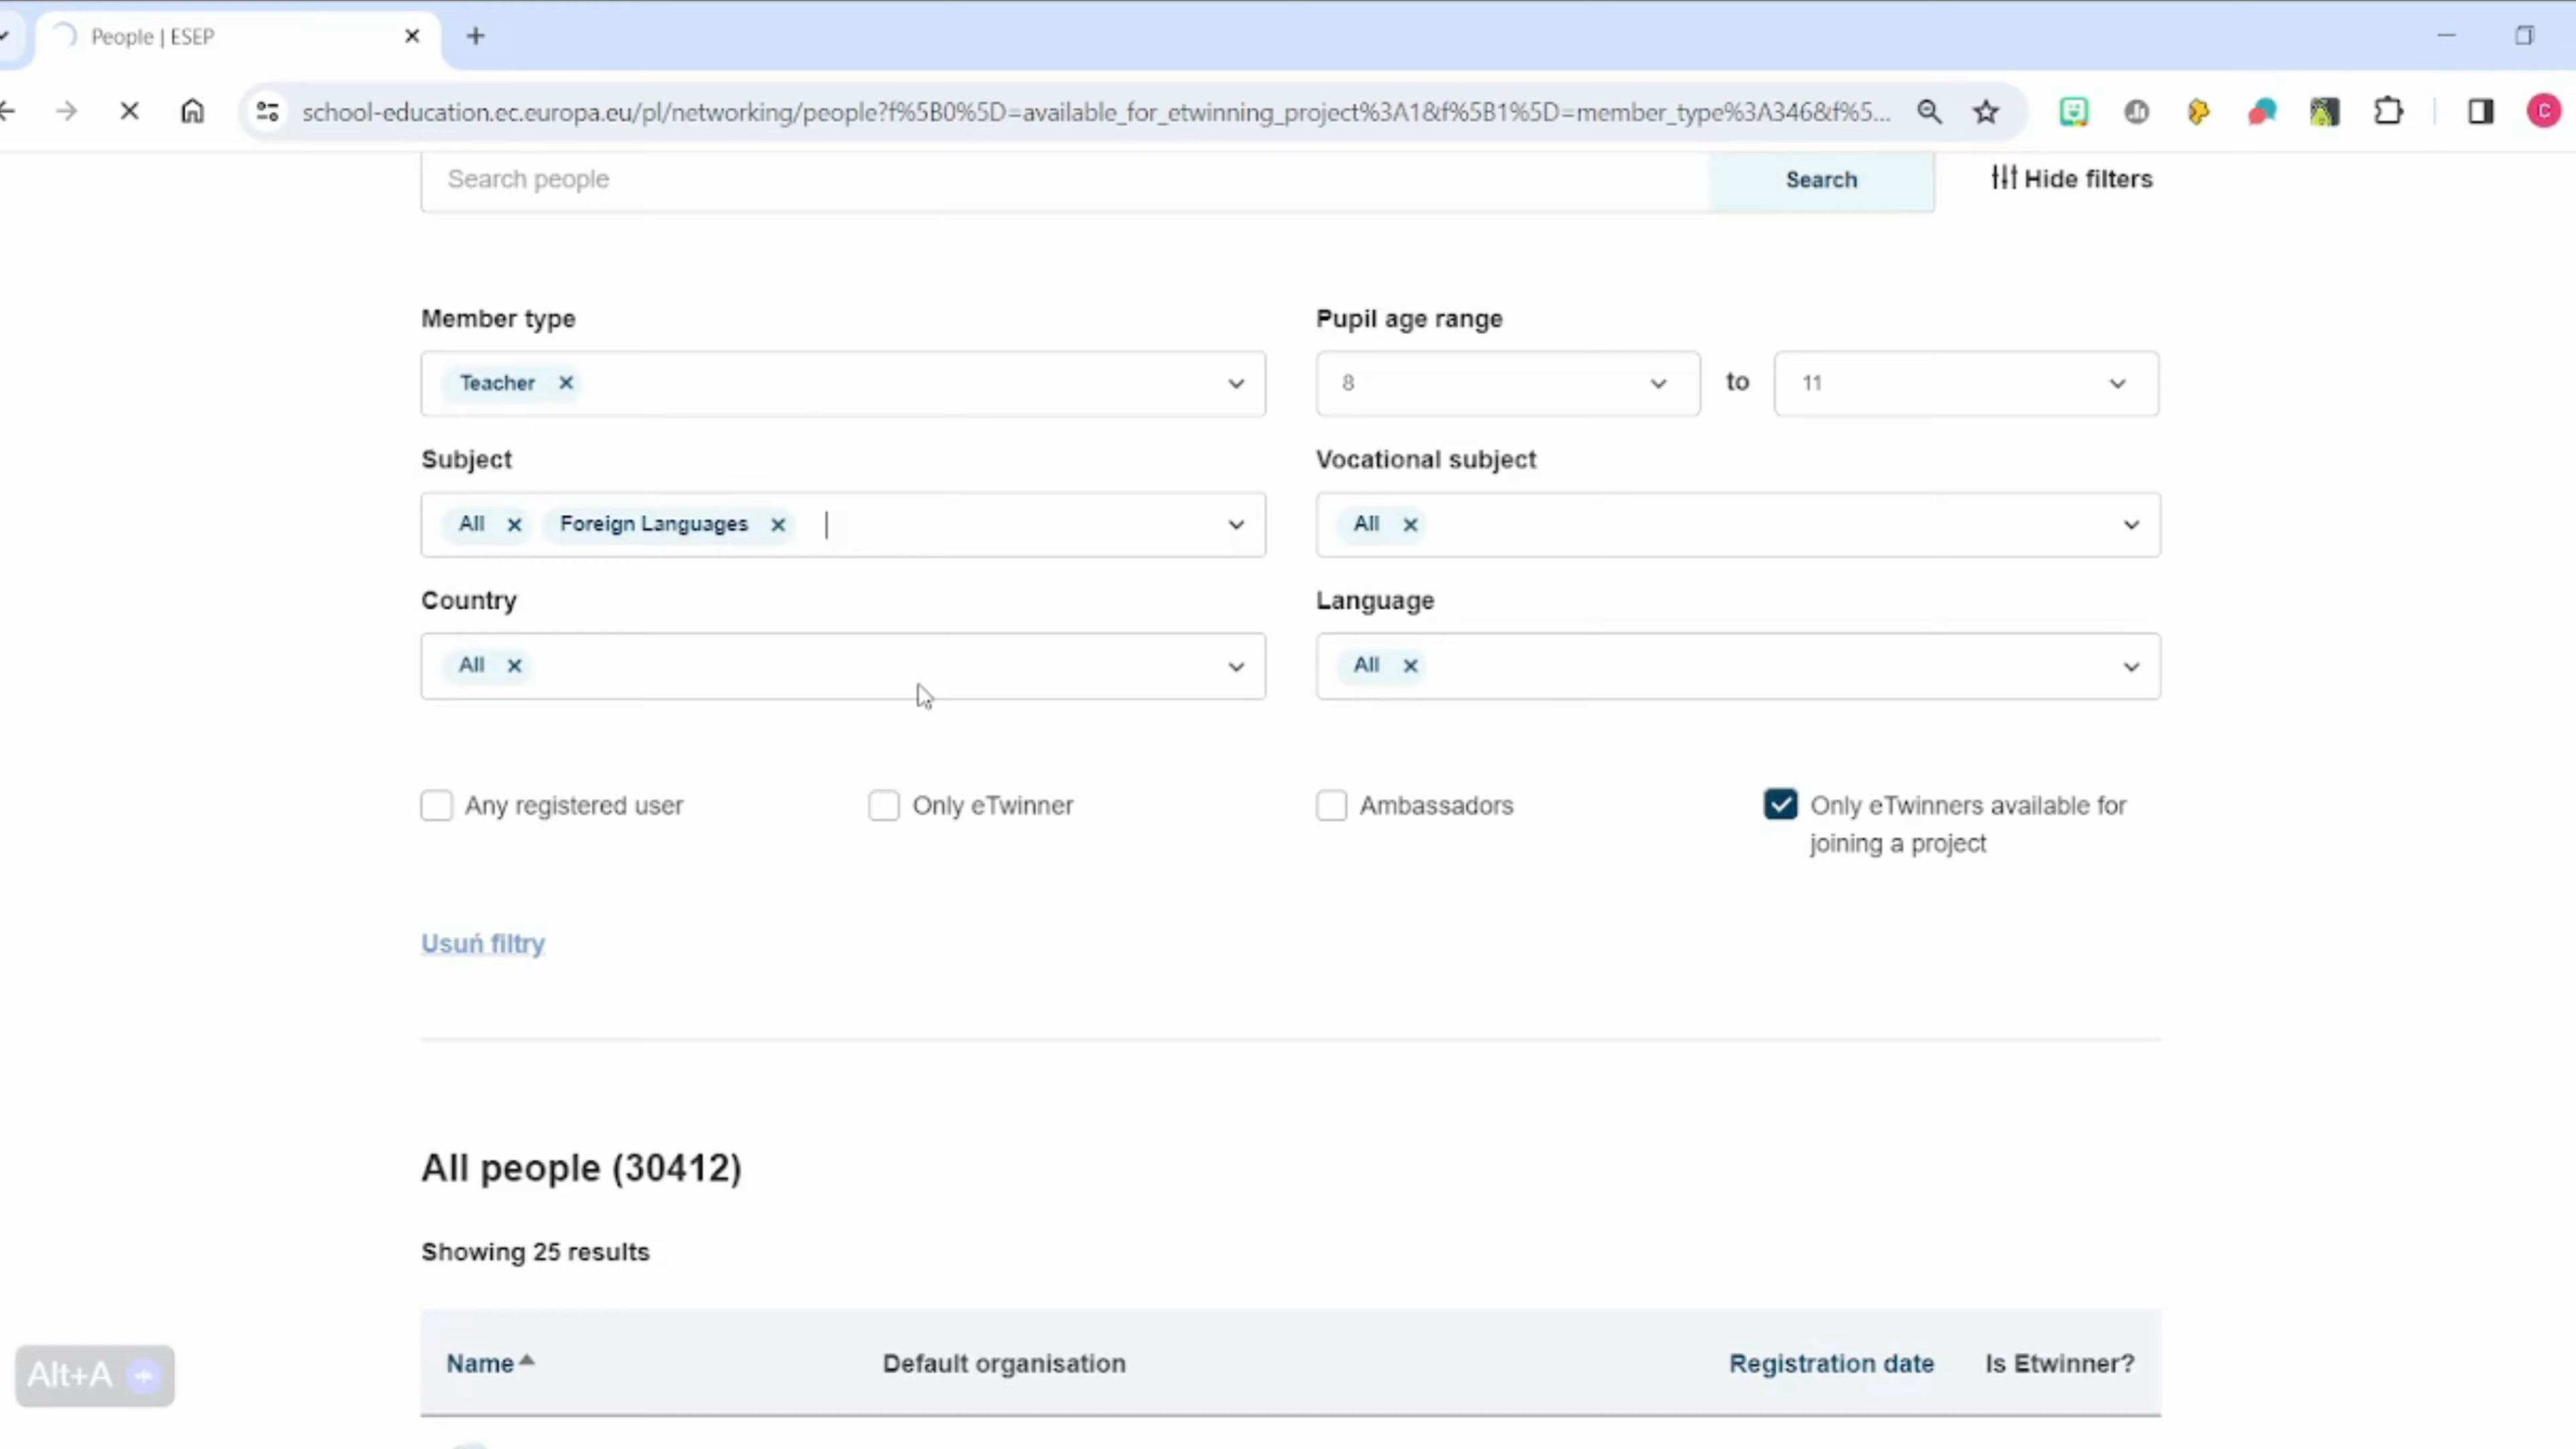 People | ESEP
school-education.ec.europa.eu/pl/networking/people?f%5B0%5D=available_for_etwinning_project%3A1&f%5B1%5D=member_type%3A346&f%5...
C
Search people
Search
Hide filters
Member type
Pupil age range
Teacher
8
to
11
Subject
Vocational subject
All
Foreign Languages
All
Country
Language
All
All
Any registered user
Only eTwinner
Ambassadors
Only eTwinners available for
joining a project
Usuń filtry
All people (30412)
Showing 25 results
Name
Default organisation
Registration date
Is Etwinner?
Alt+A